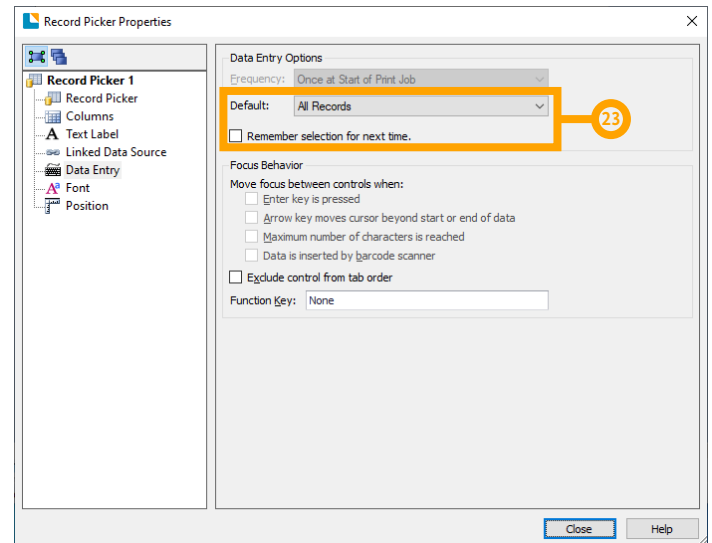 Record Picker Properties
Record Picker 1
Record Picker
Columns
A Text Label
Linked Data Source
Data Entry
Aª Font
Position
Data Entry Options
Frequency: Once at Start of Print Job
Default: All Records
Remember selection for next time.
23
Focus Behavior
Move focus between controls when:
Enter key is pressed
Arrow key moves cursor beyond start or end of data
Maximum number of characters is reached
Data is inserted by barcode scanner
Exclude control from tab order
Function Key: None
Close Help